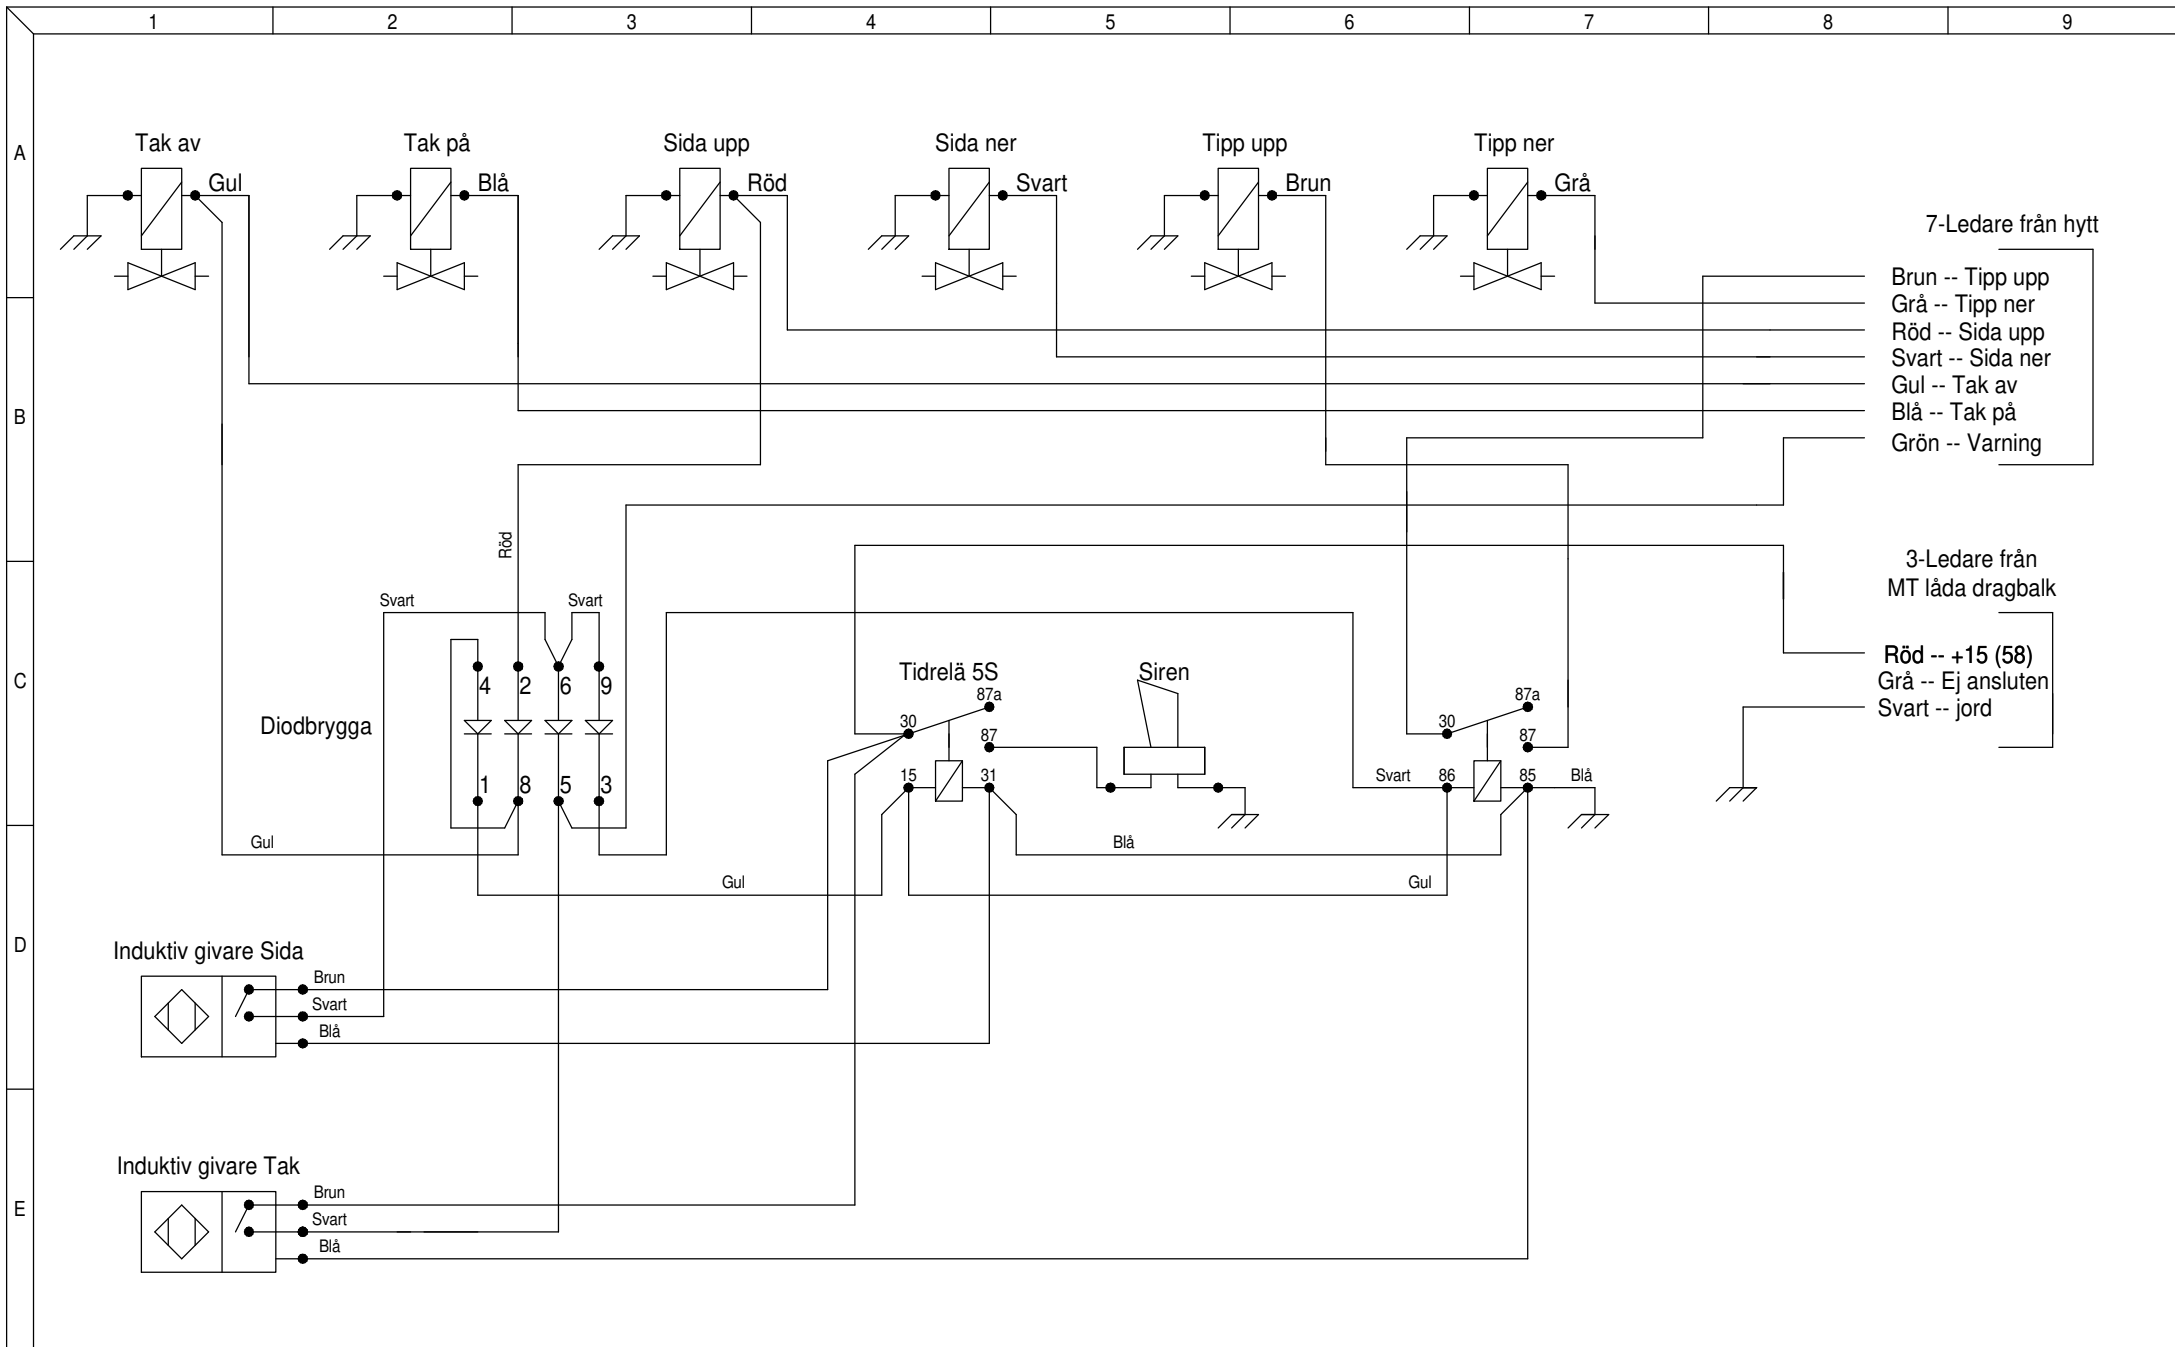 1 2 3 4 5 6 7 8 9
A
Tak av Tak på Sida upp Sida ner Tipp upp Tipp ner
Gul Blå Röd Svart Brun Grå
7-Ledare från hytt
Brun -- Tipp upp
Grå -- Tipp ner
Röd -- Sida upp
Svart -- Sida ner
Gul -- Tak av
B
Blå -- Tak på
Grön -- Varning
Röd
3-Ledare från
MT låda dragbalk
Svart Svart
C
Röd -- +15 (58)
Grå -- Ej ansluten
Svart -- jord
Tidrelä 5S
Siren
4 2 6 9
87a 87a
Diodbrygga
30 30
87 87
1 8 5 3
15 31
Svart 86 85 Blå
Gul
Blå
Gul
Gul
D
Induktiv givare Sida
Brun
Svart
Blå
Induktiv givare Tak
E
Brun
Svart
Blå